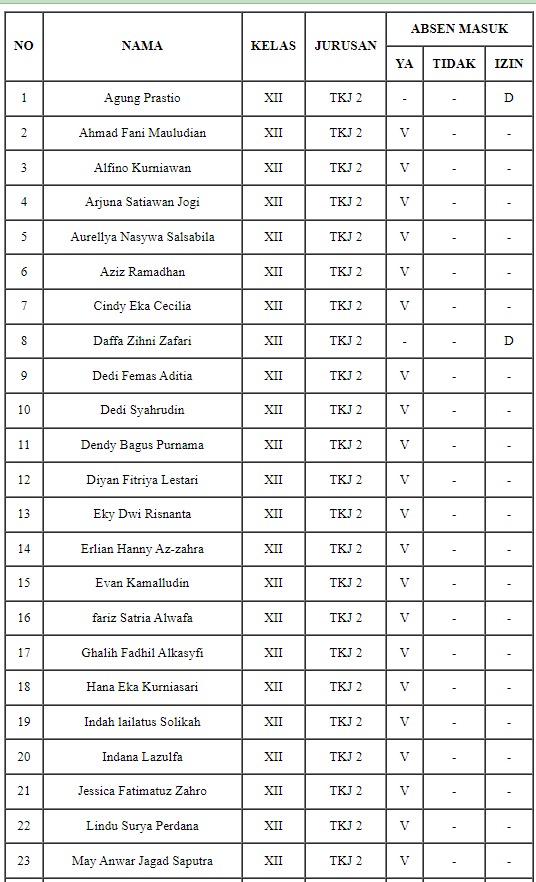 NO NAMA KELAS JURUSAN ABSEN MASUK
YA TIDAK IZIN
1 Agung Prastio XII TKJ 2 - - D
2 Ahmad Fani Mauludian XII TKJ 2 V - -
3 Alfino Kurniawan XII TKJ 2 V - -
4 Arjuna Satiawan Jogi XII TKJ 2 V - -
5 Aurellya Nasywa Salsabila XII TKJ 2 V - -
6 Aziz Ramadhan XII TKJ 2 V - -
7 Cindy Eka Cecilia XII TKJ 2 V - -
8 Daffa Zihni Zafari XII TKJ 2 - - D
9 Dedi Femas Aditia XII TKJ 2 V - -
10 Dedi Syahrudin XII TKJ 2 V - -
11 Dendy Bagus Purnama XII TKJ 2 V - -
12 Diyan Fitriya Lestari XII TKJ 2 V - -
13 Eky Dwi Risnanta XII TKJ 2 V - -
14 Erlian Hanny Az-zahra XII TKJ 2 V - -
15 Evan Kamalludin XII TKJ 2 V - -
16 fariz Satria Alwafa XII TKJ 2 V - -
17 Ghalih Fadhil Alkasyfi XII TKJ 2 V - -
18 Hana Eka Kurniasari XII TKJ 2 V - -
19 Indah lailatus Solikah XII TKJ 2 V - -
20 Indana Lazulfa XII TKJ 2 V - -
21 Jessica Fatimatuz Zahro XII TKJ 2 V - -
22 Lindu Surya Perdana XII TKJ 2 V - -
23 May Anwar Jagad Saputra XII TKJ 2 V - -